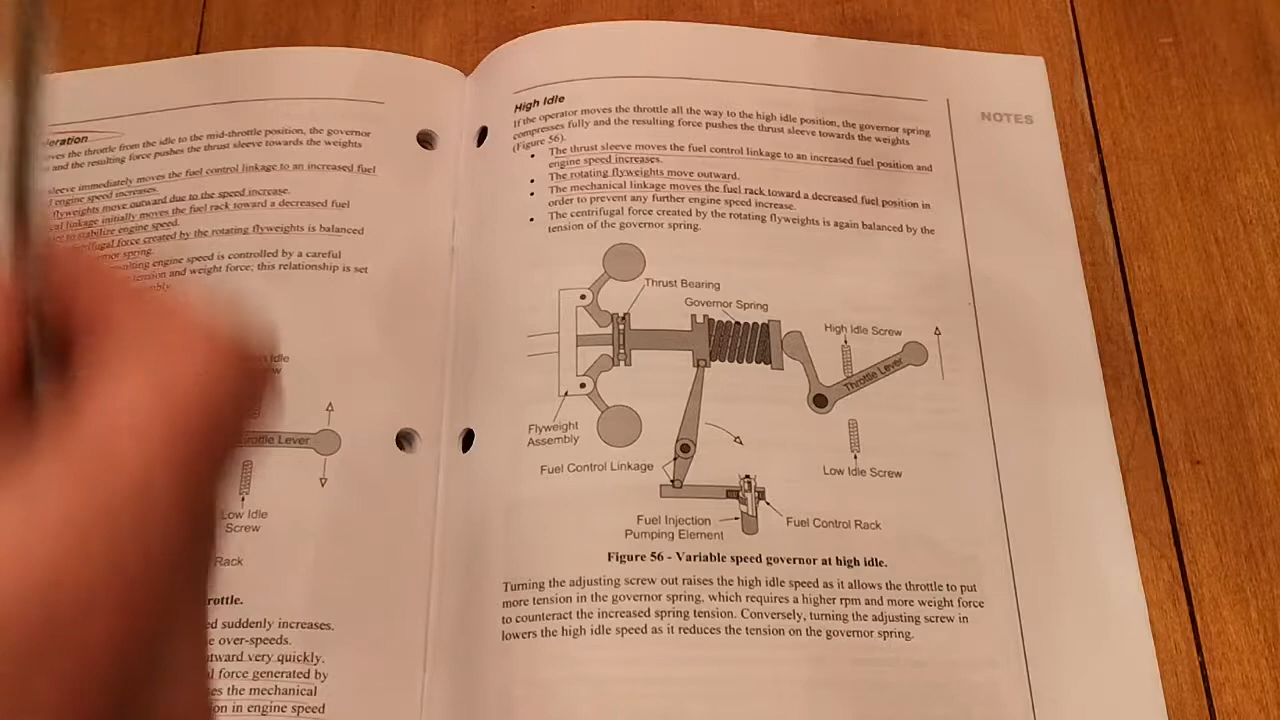 eration
ves the throttle from the idle to the mid-throttle position, the governor
and the resulting force pushes the thrust sleeve towards the weights
sleeve immediately moves the fuel control linkage to an increased fuel
engine speed increases.
flyweights move outward due to the speed increase.
linkage initially moves the fuel rack toward a decreased fuel
to stabilize engine speed.
force created by the rotating flyweights is balanced
spring.
engine speed is controlled by a careful
tension and weight force; this relationship is set
Idle
Throttle Lever
Low Idle
Screw
Rack
rottle.
ed suddenly increases.
e over-speeds.
utward very quickly.
l force generated by
es the mechanical
ion in engine speed
High Idle
If the operator moves the throttle all the way to the high idle position, the governor spring
compresses fully and the resulting force pushes the thrust sleeve towards the weights
(Figure 56).
• The thrust sleeve moves the fuel control linkage to an increased fuel position and
engine speed increases.
• The rotating flyweights move outward.
• The mechanical linkage moves the fuel rack toward a decreased fuel position in
order to prevent any further engine speed increase.
• The centrifugal force created by the rotating flyweights is again balanced by the
tension of the governor spring.
Thrust Bearing
Governor Spring
High Idle Screw
Throttle Lever
Flyweight
Assembly
Fuel Control Linkage
Low Idle Screw
Fuel Injection
Pumping Element
Fuel Control Rack
Figure 56 - Variable speed governor at high idle.
Turning the adjusting screw out raises the high idle speed as it allows the throttle to put
more tension in the governor spring, which requires a higher rpm and more weight force
to counteract the increased spring tension. Conversely, turning the adjusting screw in
lowers the high idle speed as it reduces the tension on the governor spring.
NOTES